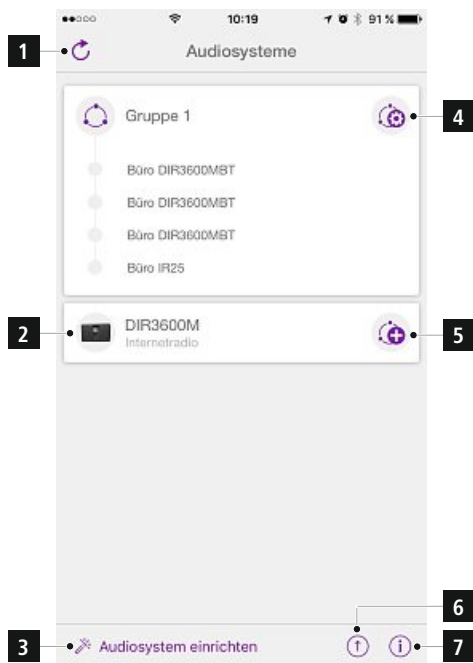 10:19
91 %
1
Audiosysteme
Gruppe 1
4
Büro DIR3600MBT
Büro DIR3600MBT
Büro DIR3600MBT
Büro IR25
2
DIR3600M
Internetradio
5
6
3
Audiosystem einrichten
7